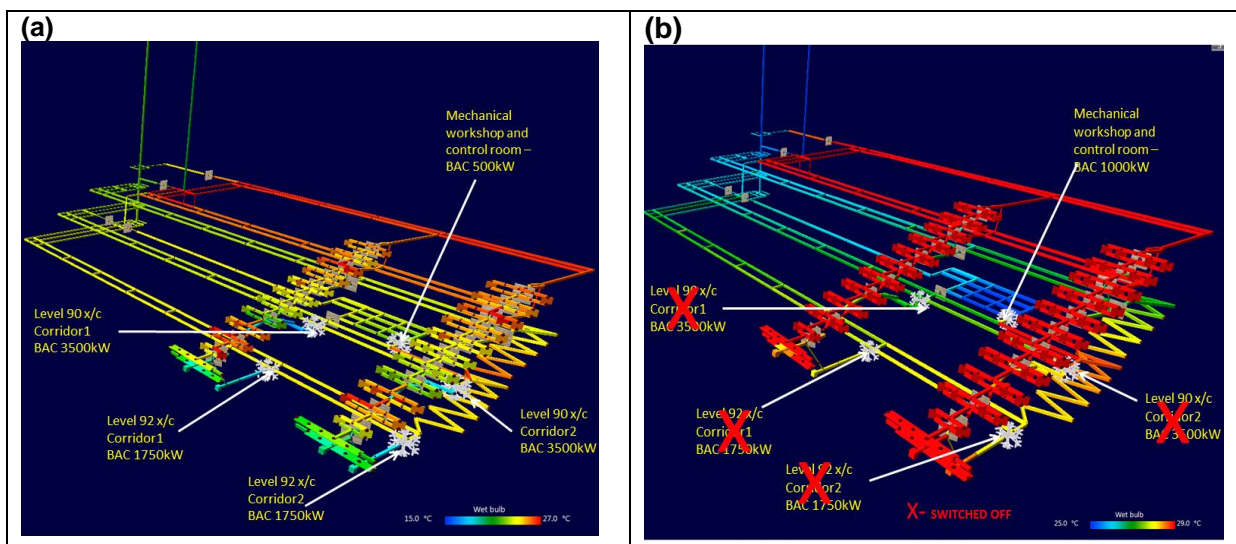 (a)
Mechanical
workshop and
control room –
BAC 500kW
Level 90 x/c
Corridor1
BAC 3500kW
Level 92 x/c
Corridor1
BAC 1750kW
Level 92 x/c
Corridor2
BAC 1750kW
Level 90 x/c
Corridor2
BAC 3500kW
Wet bulb
15.0 °C
27.0 °C
(b)
Mechanical
workshop and
control room –
BAC 1000kW
Level 90 x/c
Corridor1
BAC 3500kW
Level 92 x/c
Corridor1
BAC 1750kW
Level 92 x/c
Corridor2
BAC 1750kW
Level 90 x/c
Corridor2
BAC 3500kW
X- SWITCHED OFF
Wet bulb
25.0 °C
29.0 °C